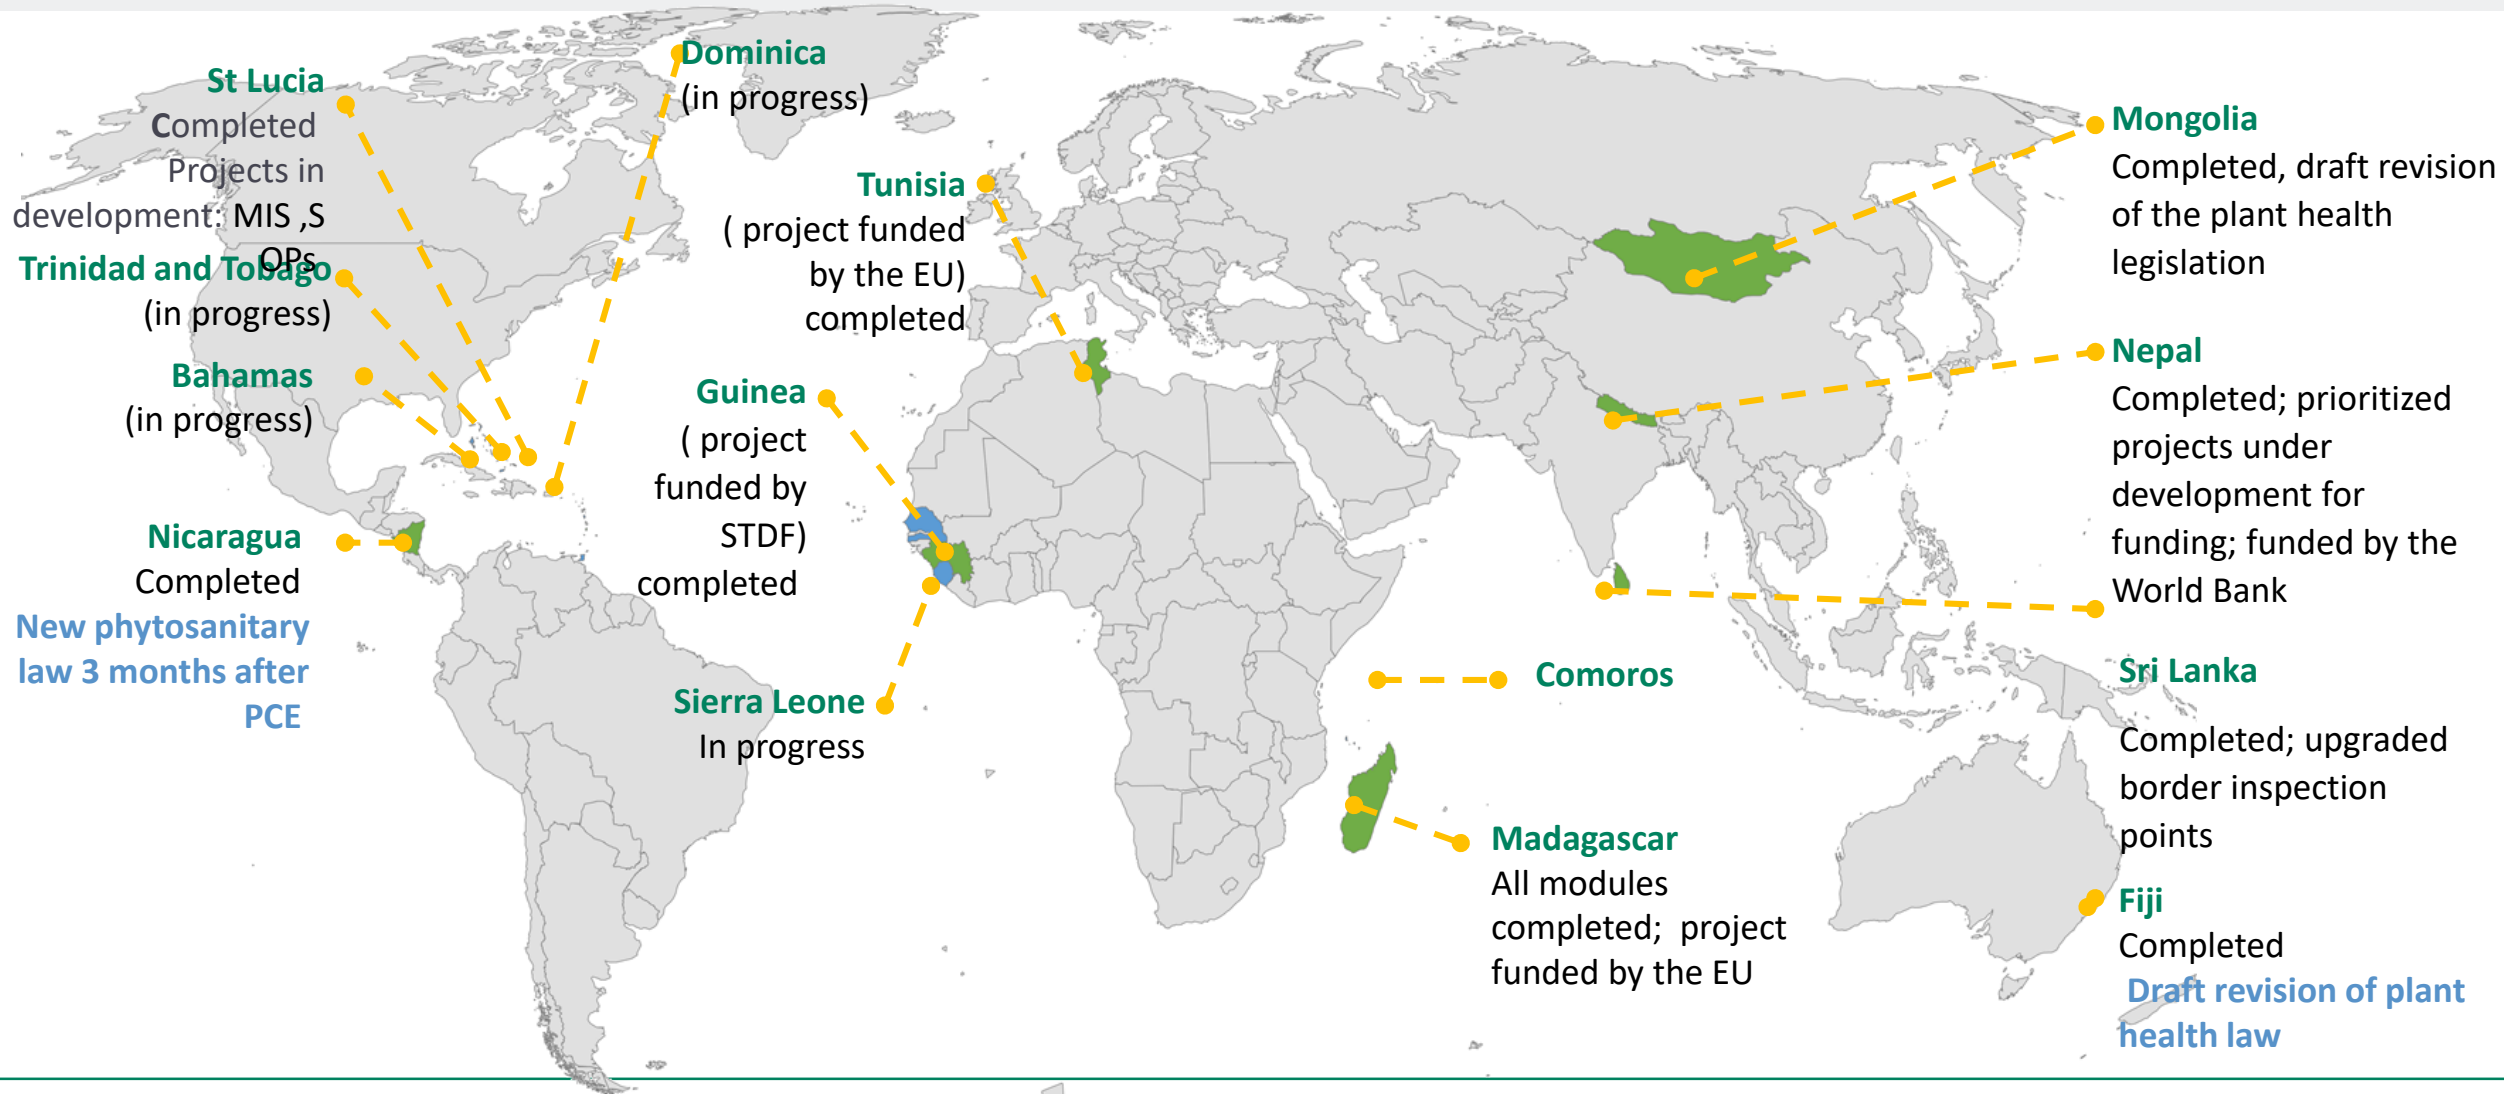 St Lucia
Completed
Projects in
development: MIS ,S
OPs
Trinidad and Tobago
(in progress)
Bahamas
(in progress)
Nicaragua
Completed
New phytosanitary
law 3 months after
PCE
Dominica
(in progress)
Tunisia
( project funded
by the EU)
completed
Guinea
( project
funded by
STDF)
completed
Sierra Leone
In progress
Comoros
Madagascar
All modules
completed; project
funded by the EU
Mongolia
Completed, draft revision
of the plant health
legislation
Nepal
Completed; prioritized
projects under
development for
funding; funded by the
World Bank
Sri Lanka
Completed; upgraded
border inspection
points
Fiji
Completed
Draft revision of plant
health law